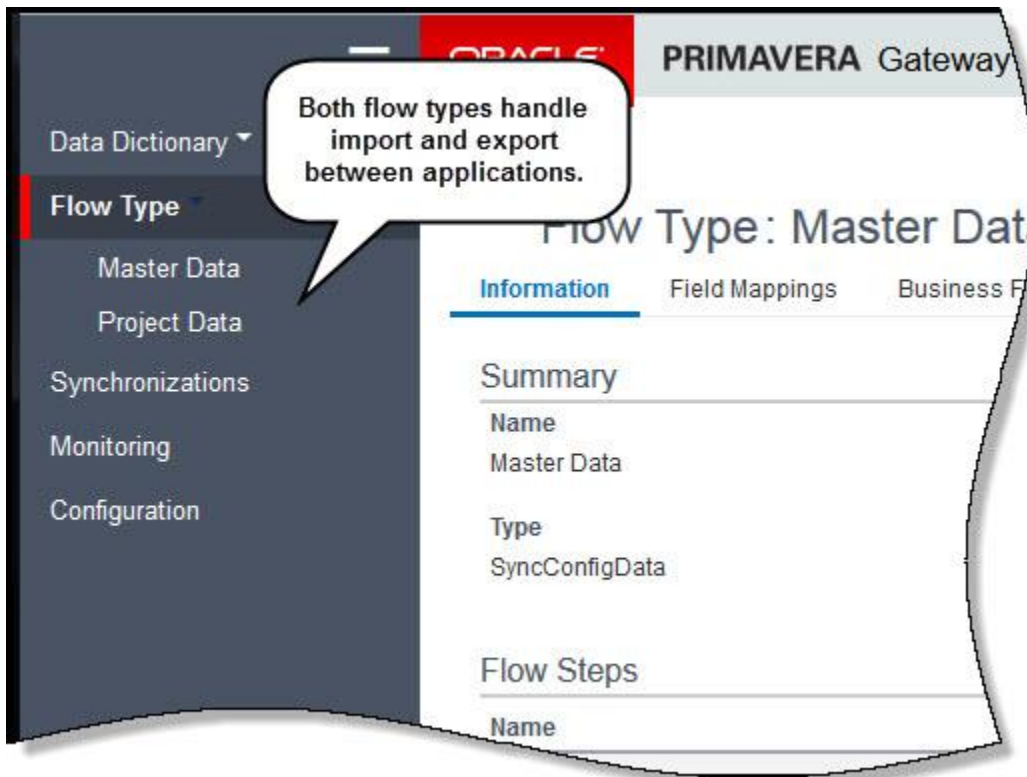 PRIMAVERA Gateway
Both flow types handle
import and export
between applications.
Data Dictionary
Flow Type
Master Data
Project Data
Synchronizations
Monitoring
Configuration
Flow Type: Master Dat
Information Field Mappings Business F
Summary
Name
Master Data
Type
SyncConfigData
Flow Steps
Name